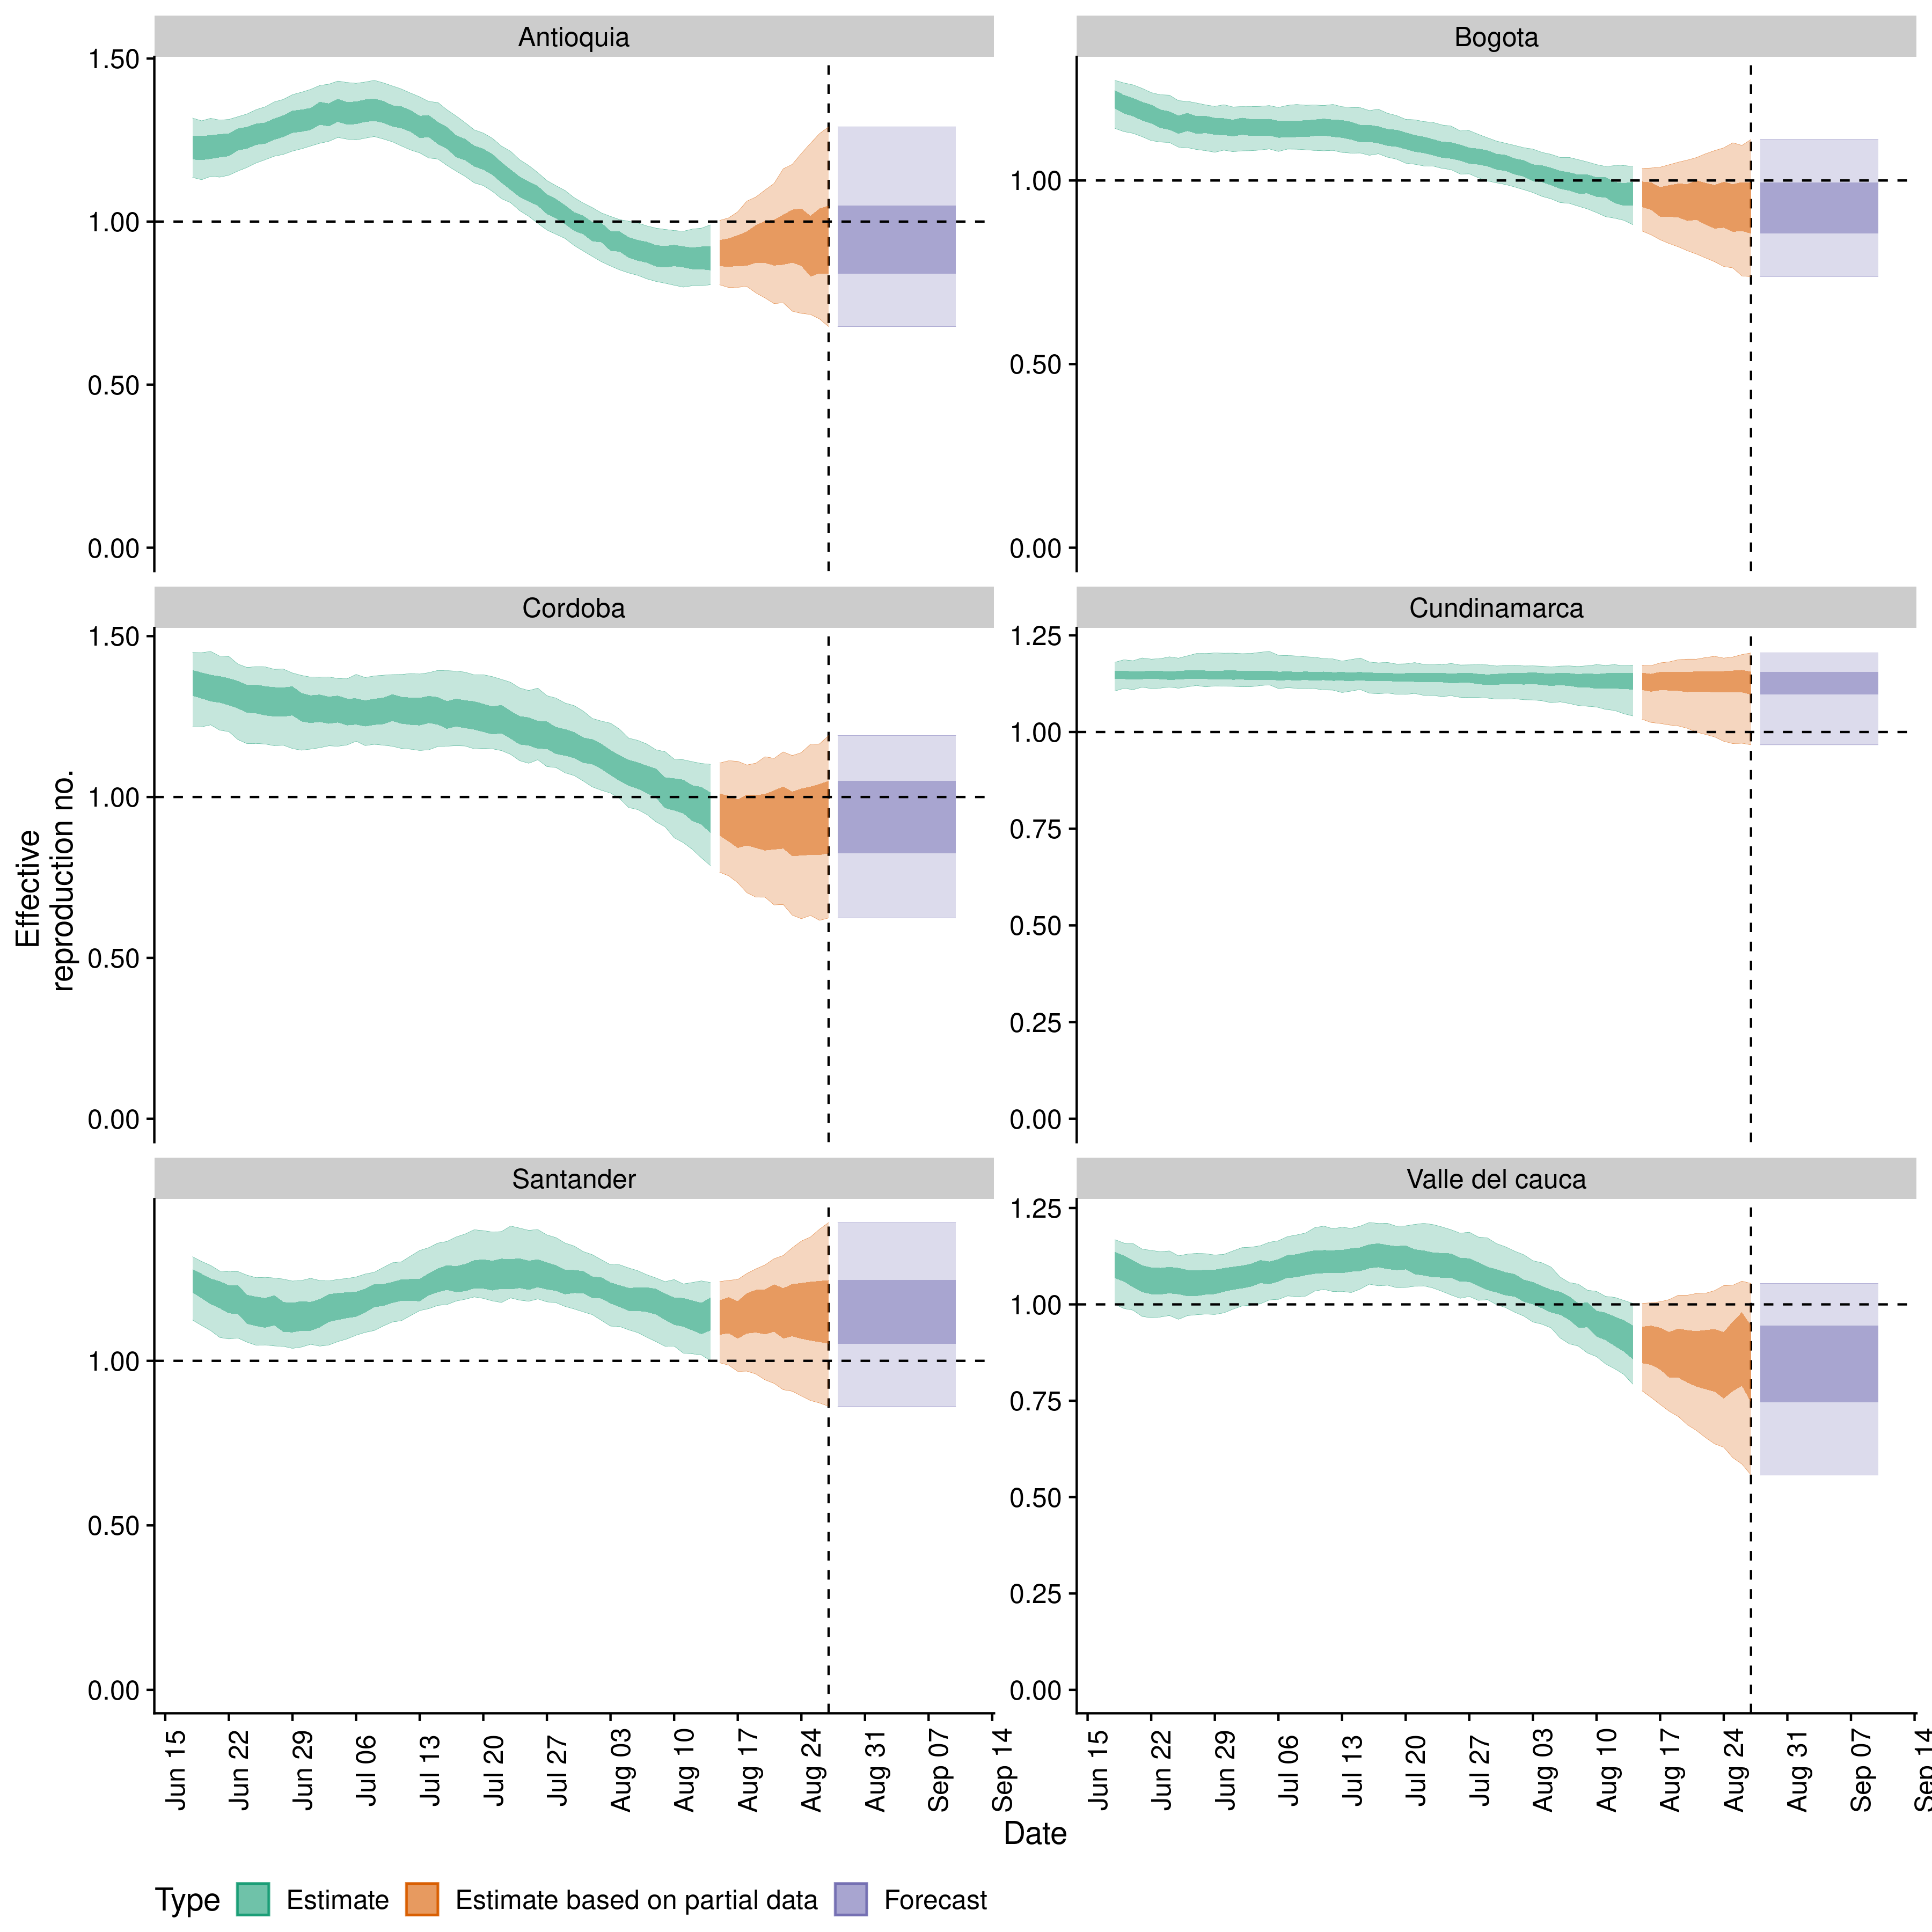 Antioquia
Bogota
1.50
1.00
0.50
0.00
1.00
0.50
0.00
Cordoba
Cundinamarca
1.50
1.00
0.50
0.00
1.25
1.00
0.75
0.50
0.25
0.00
Effective
reproduction no.
Santander
Valle del cauca
1.00
0.50
0.00
1.25
1.00
0.75
0.50
0.25
0.00
Jun 15
Jun 22
Jun 29
Jul 06
Jul 13
Jul 20
Jul 27
Aug 03
Aug 10
Aug 17
Aug 24
Aug 31
Sep 07
Sep 14
Jun 15
Jun 22
Jun 29
Jul 06
Jul 13
Jul 20
Jul 27
Aug 03
Aug 10
Aug 17
Aug 24
Aug 31
Sep 07
Sep 14
Date
Type Estimate Estimate based on partial data Forecast